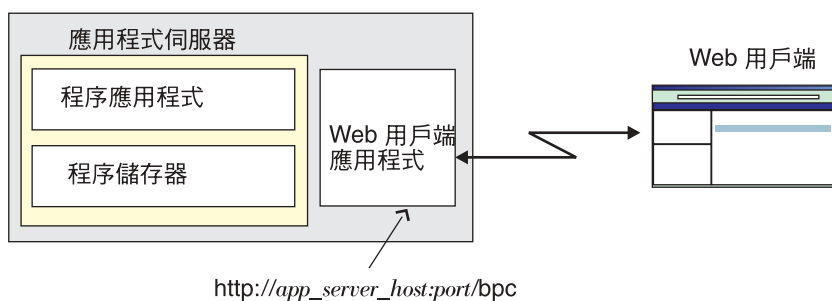 應用程式伺服器
程序應用程式
程序儲存器
Web 用戶端
應用程式
Web 用戶端
http://app_server_host:port/bpc